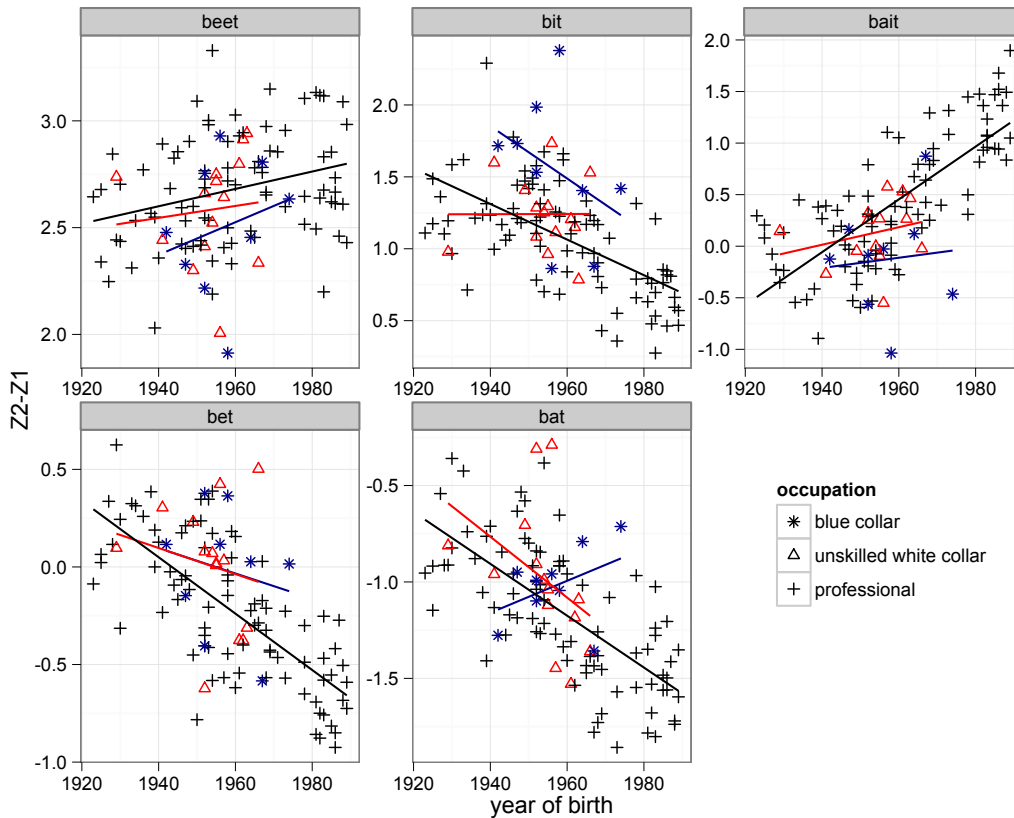 beet bit bait
3.0
2.5
2.0
2.0
1.5
1.0
0.5
2.0
1.5
1.0
0.5
0.0
-0.5
-1.0
1920 1940 1960 1980
1920 1940 1960 1980
1920 1940 1960 1980
Z2-Z1
bet bat
0.5
0.0
-0.5
-1.0
-0.5
-1.0
-1.5
1920 1940 1960 1980
1920 1940 1960 1980
year of birth
occupation
blue collar
unskilled white collar
professional